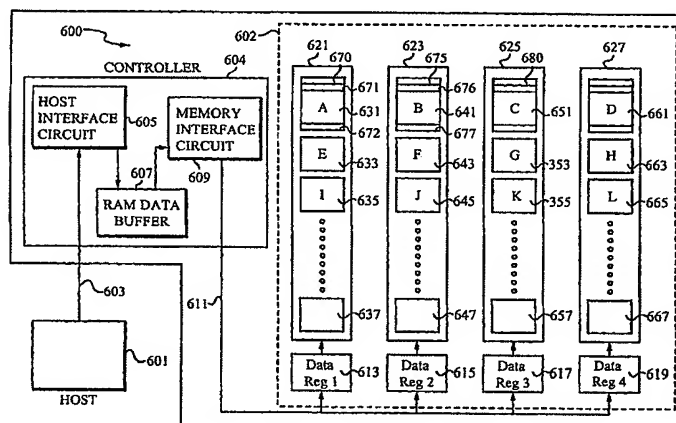 600
602
621
623
625
627
CONTROLLER
604
670
675
680
HOST INTERFACE CIRCUIT
605
MEMORY INTERFACE CIRCUIT
609
607
RAM DATA BUFFER
671
A
631
672
676
B
641
677
C
651
D
661
E
633
F
643
G
353
H
663
I
635
J
645
K
355
L
665
603
611
637
647
657
667
601
HOST
Data Reg 1
613
Data Reg 2
615
Data Reg 3
617
Data Reg 4
619